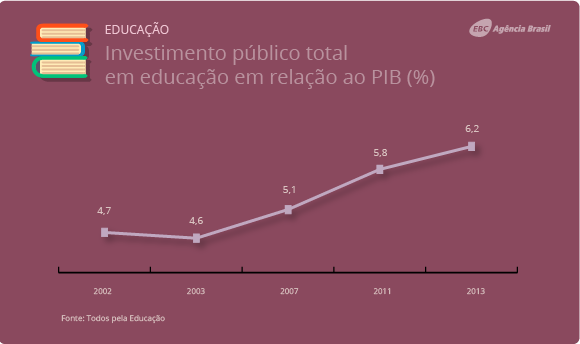 EDUCAÇÃO
EBC Agência Brasil
Investimento público total
em educação em relação ao PIB (%)
4,7
4,6
5,1
5,8
6,2
2002
2003
2007
2011
2013
Fonte: Todos pela Educação